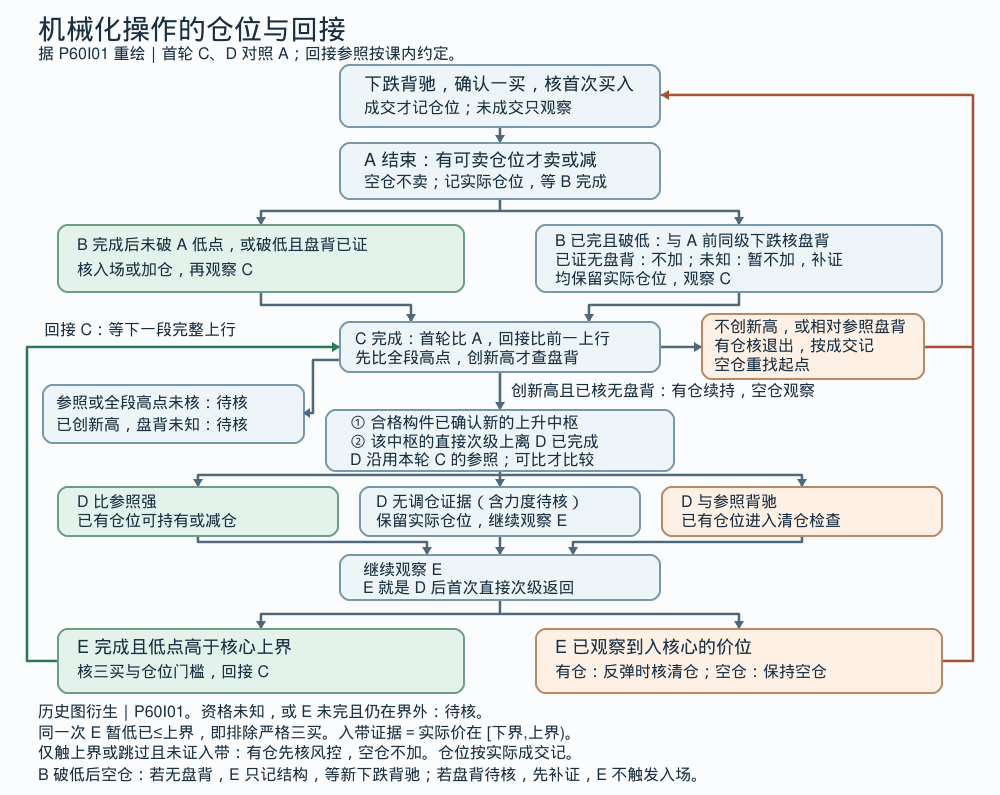 机械化操作的仓位与回接
据 P60I01 重绘｜首轮 C、D 对照 A；回接参照按课内约定。
下跌背驰，确认一买，核首次买入
成交才记仓位；未成交只观察
A 结束：有可卖仓位才卖或减
空仓不卖；记实际仓位，等 B 完成
B 完成后未破 A 低点，或破低且盘背已证
核入场或加仓，再观察 C
B 已完且破低：与 A 前同级下跌核盘背
已证无盘背：不加；未知：暂不加，补证
均保留实际仓位，观察 C
回接 C：等下一段完整上行
C 完成：首轮比 A，回接比前一上行
先比全段高点，创新高才查盘背
不创新高，或相对参照盘背
有仓核退出，按成交记
空仓重找起点
创新高且已核无盘背：有仓续持，空仓观察
参照或全段高点未核：待核
已创新高，盘背未知：待核
① 合格构件已确认新的上升中枢
② 该中枢的直接次级上离 D 已完成
D 沿用本轮 C 的参照；可比才比较
D 比参照强
已有仓位可持有或减仓
D 无调仓证据（含力度待核）
保留实际仓位，继续观察 E
D 与参照背驰
已有仓位进入清仓检查
继续观察 E
E 就是 D 后首次直接次级返回
E 完成且低点高于核心上界
核三买与仓位门槛，回接 C
E 已观察到入核心的价位
有仓：反弹时核清仓；空仓：保持空仓
历史图衍生｜P60I01。资格未知，或 E 未完且仍在界外：待核。
同一次 E 暂低已≤上界，即排除严格三买。入带证据 = 实际价在 [下界,上界)。
仅触上界或跳过且未证入带：有仓先核风控，空仓不加。仓位按实际成交记。
B 破低后空仓：若无盘背，E 只记结构，等新下跌背驰；若盘背待核，先补证，E 不触发入场。